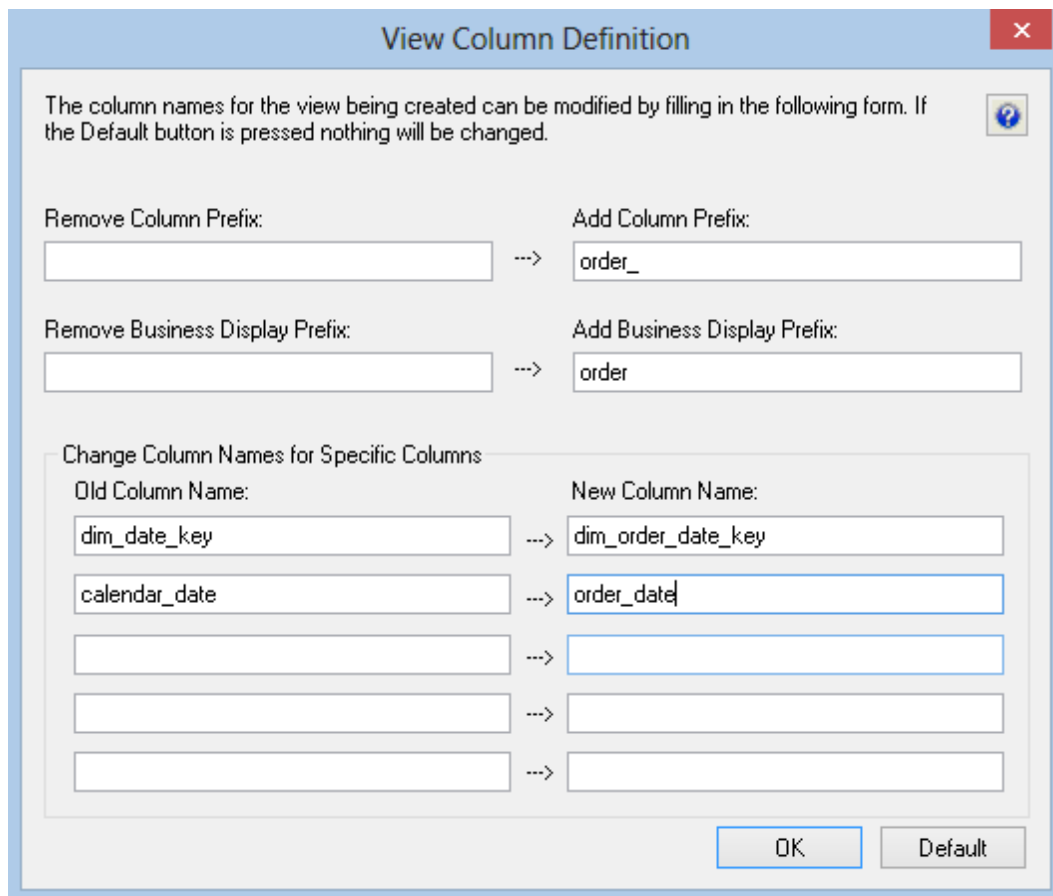 View Column Definition
×
The column names for the view being created can be modified by filling in the following form. If
the Default button is pressed nothing will be changed.
?
Remove Column Prefix:
Add Column Prefix:
---> order_
Remove Business Display Prefix:
Add Business Display Prefix:
---> order
Change Column Names for Specific Columns
Old Column Name:
New Column Name:
dim_date_key ---> dim_order_date_key
calendar_date ---> order_date
--->
--->
--->
OK
Default